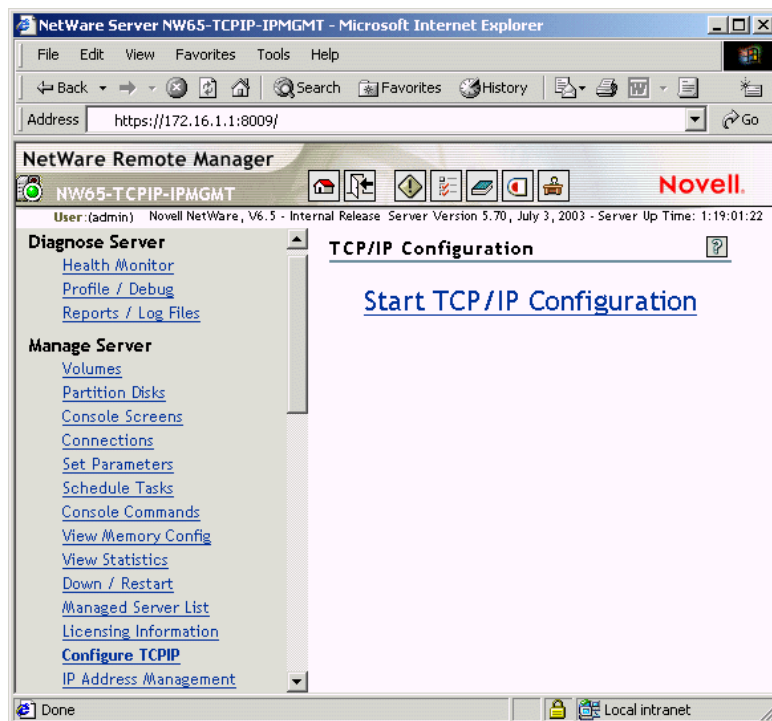 NetWare Server NW65-TCPIP-IPMGMT - Microsoft Internet Explorer
File Edit View Favorites Tools Help
Back Search Favorites History W
Address https://172.16.1.1:8009/ Go
NetWare Remote Manager
NW65-TCPIP-IPMGMT Novell.
User:(admin) Novell NetWare, V6.5 - Internal Release Server Version 5.70, July 3, 2003 - Server Up Time: 1:19:01:22
Diagnose Server
Health Monitor
Profile / Debug
Reports / Log Files
Manage Server
Volumes
Partition Disks
Console Screens
Connections
Set Parameters
Schedule Tasks
Console Commands
View Memory Config
View Statistics
Down / Restart
Managed Server List
Licensing Information
Configure TCPIP
IP Address Management
TCP/IP Configuration ?
Start TCP/IP Configuration
Done Local intranet